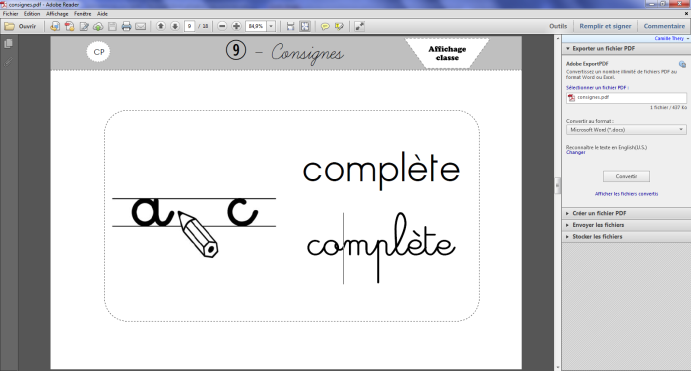 consignes.pdf - Adobe Reader
Fichier Edition Affichage Fenêtre Aide
Ouvrir 9 / 18 84,9% Outils Remplir et signer Commentaire
Camille Thery
CP 9 – Consignes Affichage classe
Exporter un fichier PDF
Adobe ExportPDF
Convertissez un nombre illimité de fichiers PDF au format Word ou Excel.
Sélectionner un fichier PDF :
consignes.pdf
1 fichier / 637 Ko
Convertir au format :
Microsoft Word (*.docx)
Reconnaître le texte en English(U.S.)
Changer
Convertir
Afficher les fichiers convertis
Créer un fichier PDF
Envoyer les fichiers
Stocker les fichiers
complète
a c
complète